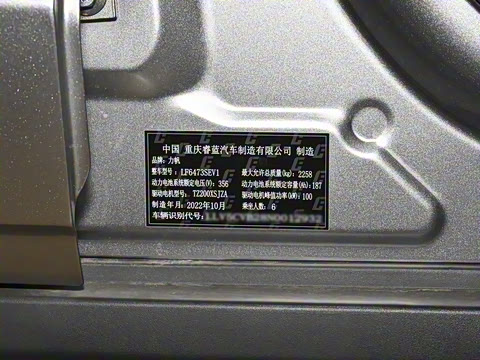 中国 重庆睿蓝汽车制造有限公司 制造
品牌：力帆
整车型号：LF6473SEV1 最大允许总质量(kg)：2258
动力电池系统额定电压(V)：356 动力电池系统额定容量(Ah)：187
驱动电机型号：TZ200XSJZA 驱动电机峰值功率(kW)：100
制造年月：2022年10月 乘坐人数：6
车辆识别代号：